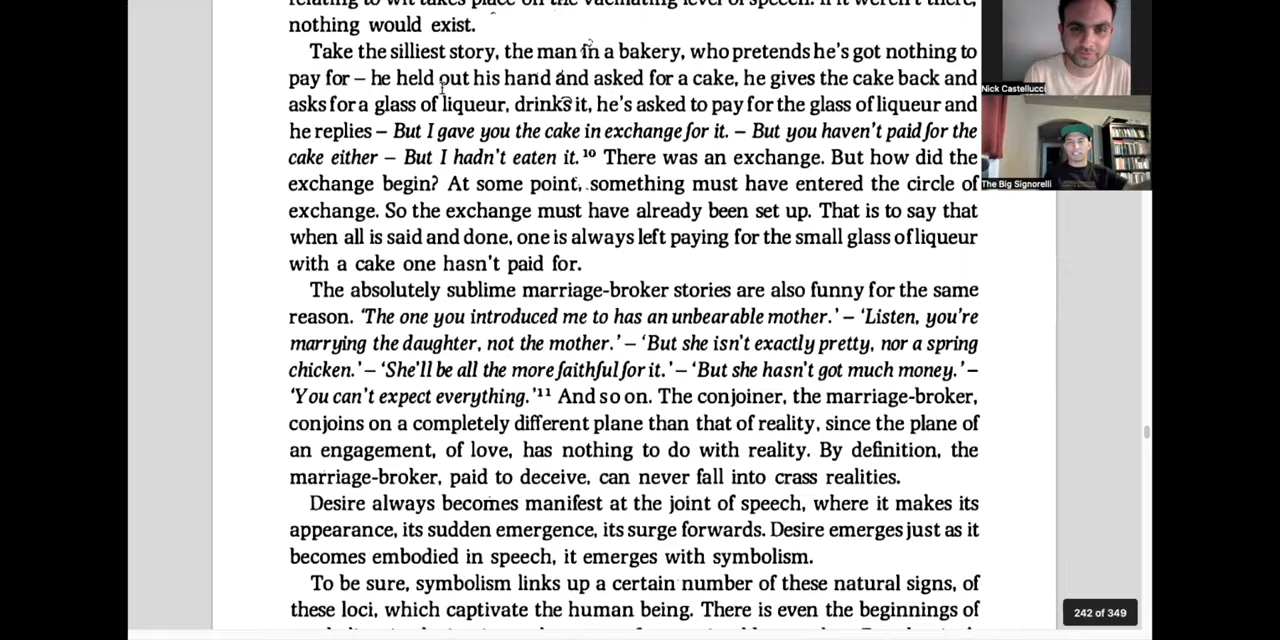 relating to wit takes place on the vacillating level of speech. If it weren't there,
nothing would exist.
Take the silliest story, the man in a bakery, who pretends he's got nothing to
pay for – he held out his hand and asked for a cake, he gives the cake back and
asks for a glass of liqueur, drinks it, he's asked to pay for the glass of liqueur and
he replies – But I gave you the cake in exchange for it. – But you haven't paid for the
cake either – But I hadn't eaten it.¹⁰ There was an exchange. But how did the
exchange begin? At some point, something must have entered the circle of
exchange. So the exchange must have already been set up. That is to say that
when all is said and done, one is always left paying for the small glass of liqueur
with a cake one hasn't paid for.
The absolutely sublime marriage-broker stories are also funny for the same
reason. 'The one you introduced me to has an unbearable mother.' – 'Listen, you're
marrying the daughter, not the mother.' – 'But she isn't exactly pretty, nor a spring
chicken.' – 'She'll be all the more faithful for it.' – 'But she hasn't got much money.' –
'You can't expect everything.'¹¹ And so on. The conjoiner, the marriage-broker,
conjoins on a completely different plane than that of reality, since the plane of
an engagement, of love, has nothing to do with reality. By definition, the
marriage-broker, paid to deceive, can never fall into crass realities.
Desire always becomes manifest at the joint of speech, where it makes its
appearance, its sudden emergence, its surge forwards. Desire emerges just as it
becomes embodied in speech, it emerges with symbolism.
To be sure, symbolism links up a certain number of these natural signs, of
these loci, which captivate the human being. There is even the beginnings of
Nick Castellucci
The Big Signorelli
242 of 349